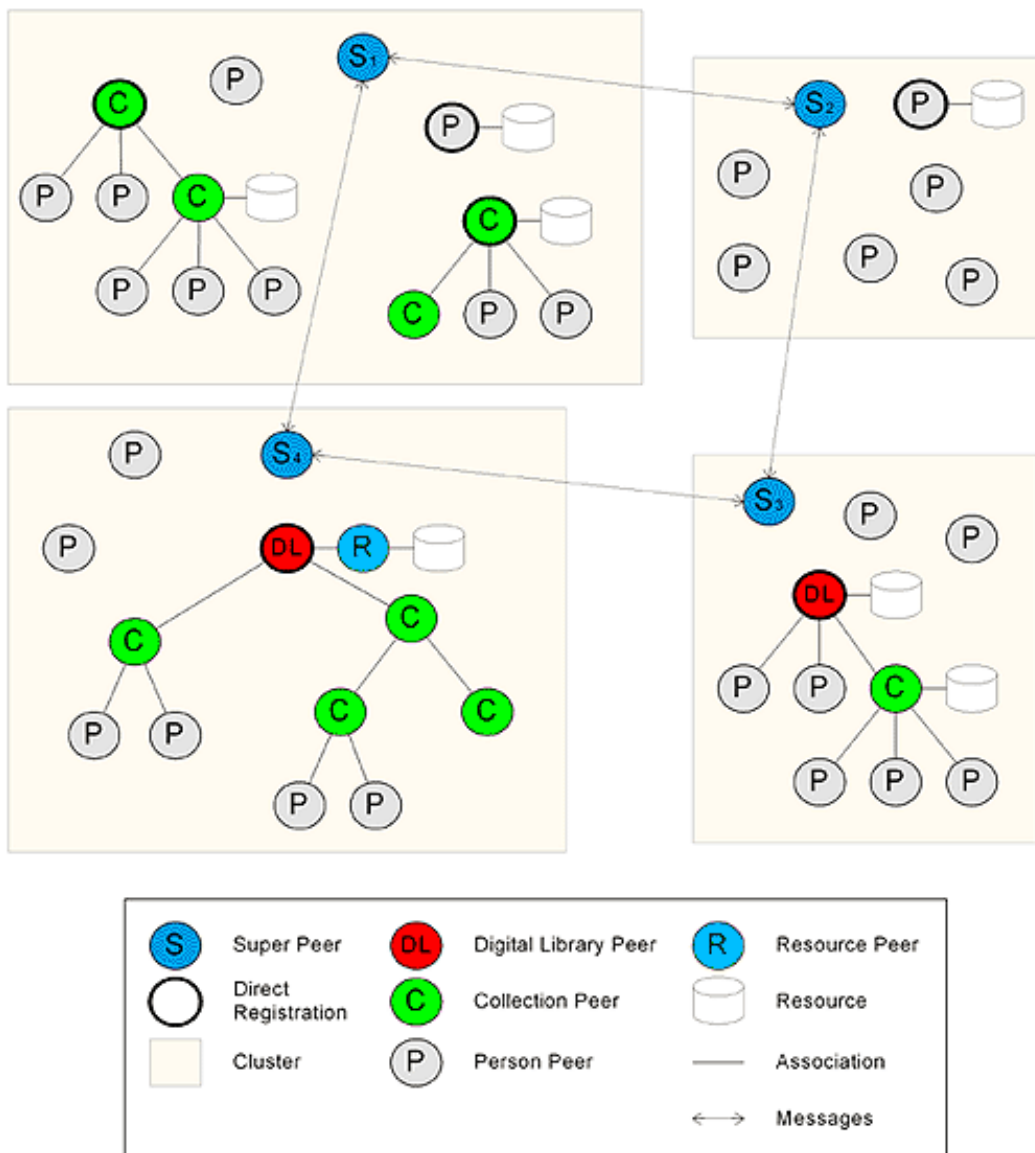 S1
P
C
P
P P C
C
P P P
C P P
S2 P
P P
P P P
P S4
P DL R
C C
C C
P P
P P
S3 P P
DL
P P C
P P P
S Super Peer
DL Digital Library Peer
R Resource Peer
Direct
Registration
C Collection Peer
Resource
Cluster
P Person Peer
Association
Messages